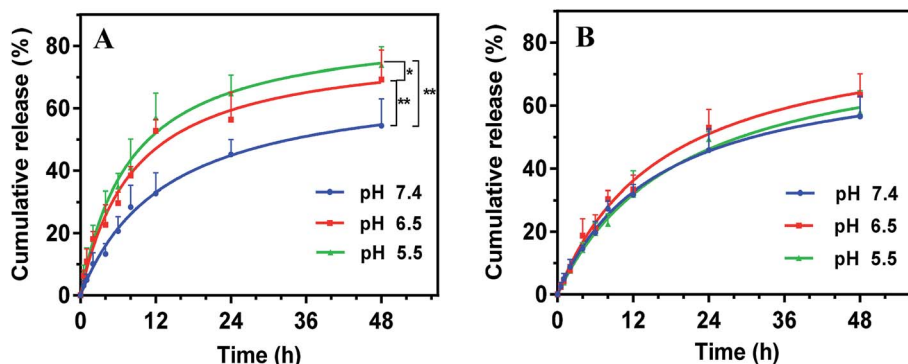 A
Cumulative release (%)
80
60
40
20
0
*
**
**
pH 7.4
pH 6.5
pH 5.5
0 12 24 36 48
Time (h)
B
Cumulative release (%)
80
60
40
20
0
pH 7.4
pH 6.5
pH 5.5
0 12 24 36 48
Time (h)